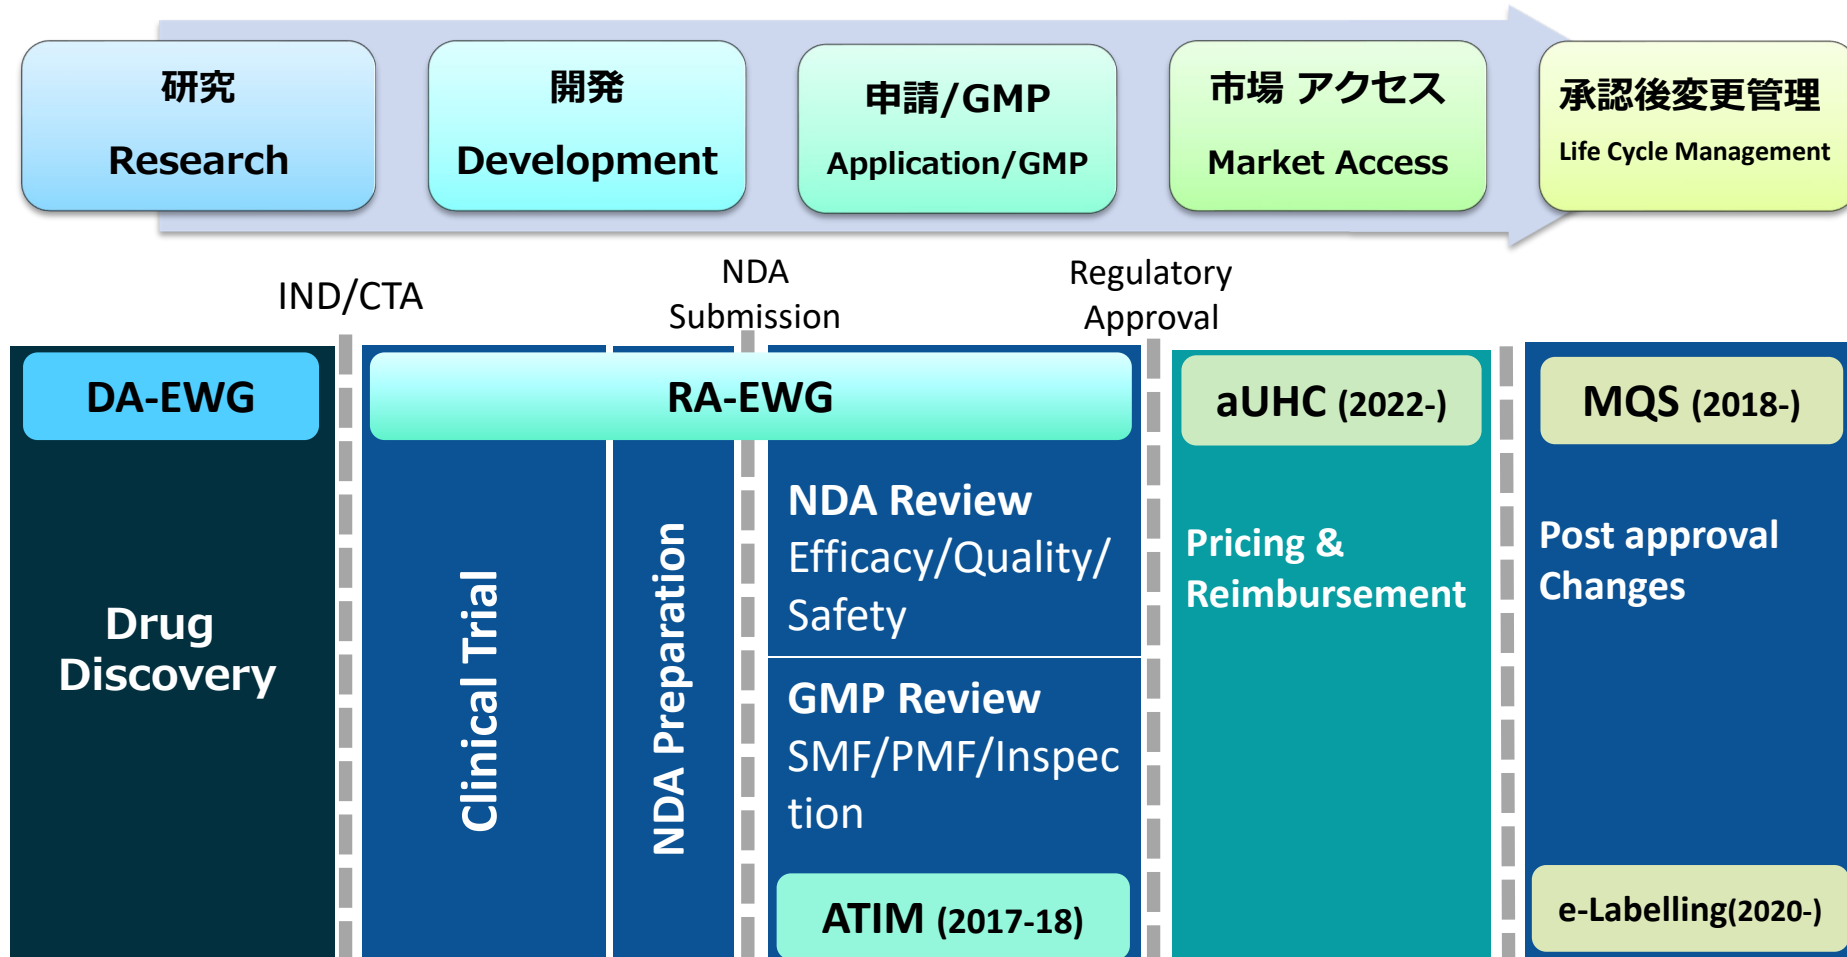 研究
Research
開発
Development
申請/GMP
Application/GMP
市場 アクセス
Market Access
承認後変更管理
Life Cycle Management
IND/CTA
NDA
Submission
Regulatory
Approval
DA-EWG
RA-EWG
aUHC (2022-)
MQS (2018-)
Drug
Discovery
Clinical Trial
NDA Preparation
NDA Review
Efficacy/Quality/
Safety
GMP Review
SMF/PMF/Inspec
tion
ATIM (2017-18)
Pricing &
Reimbursement
Post approval
Changes
e-Labelling(2020-)